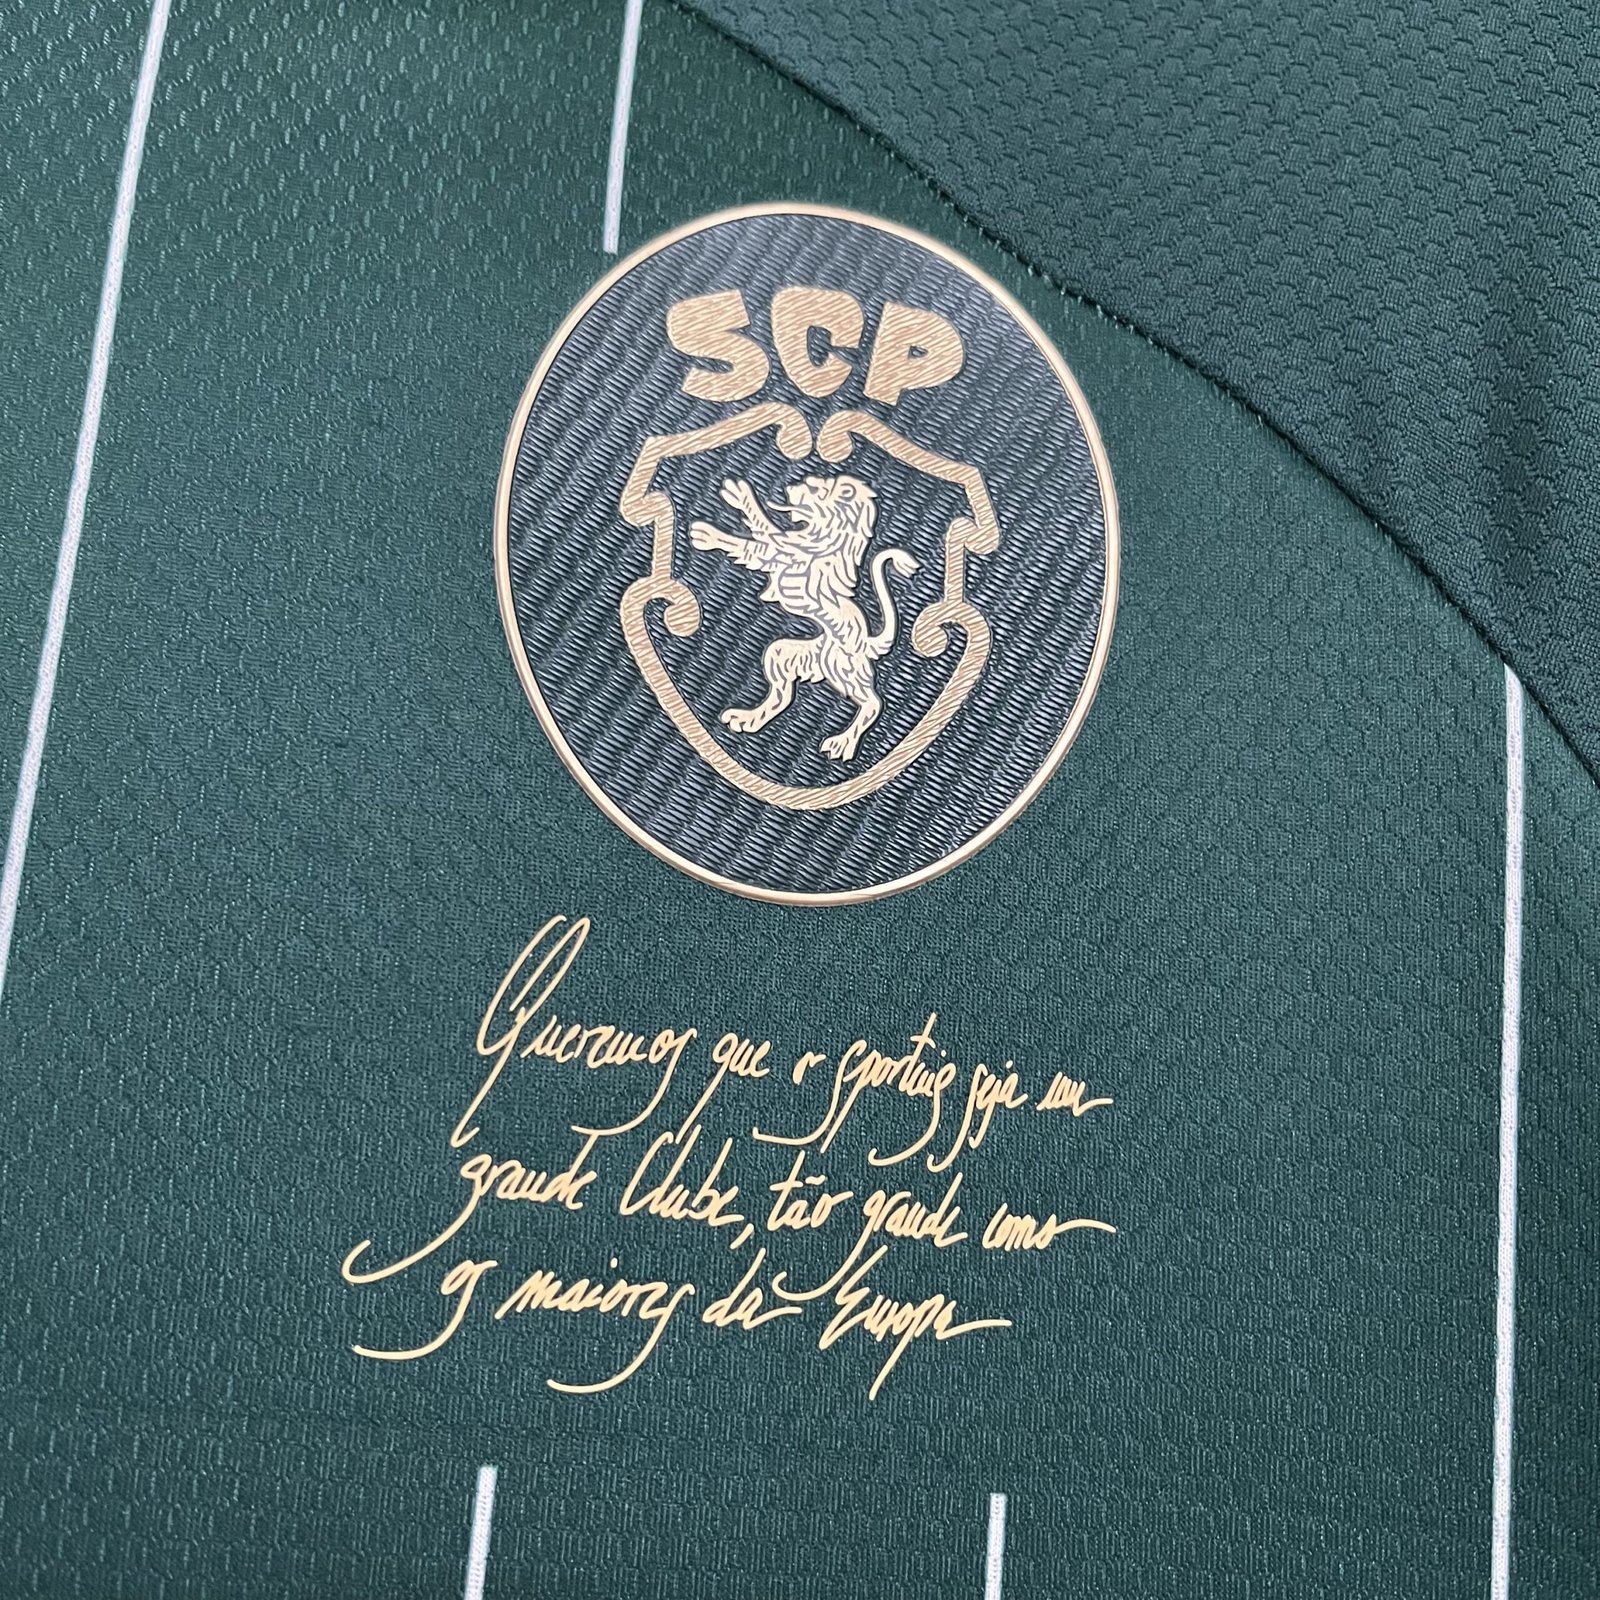 SCP
Queremos que o Sporting seja um
grande Clube, tão grande como
os maiores da Europa